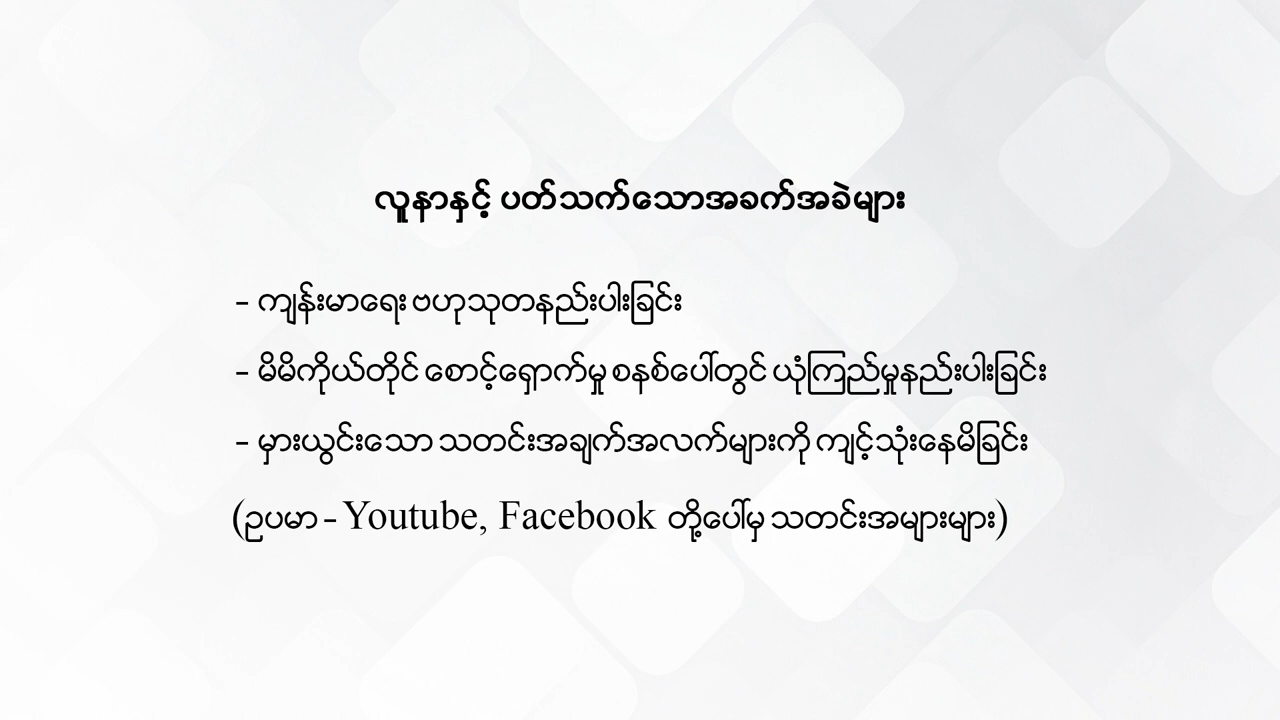 လူနာနှင့် ပတ်သက်သောအခက်အခဲများ
- ကျန်းမာရေး ဗဟုသုတနည်းပါးခြင်း
- မိမိကိုယ်တိုင် စောင့်ရှောက်မှု စနစ်ပေါ်တွင် ယုံကြည်မှုနည်းပါးခြင်း
- မှားယွင်းသော သတင်းအချက်အလက်များကို ကျင့်သုံးနေမိခြင်း
(ဥပမာ - Youtube, Facebook တို့ပေါ်မှ သတင်းအများများ)